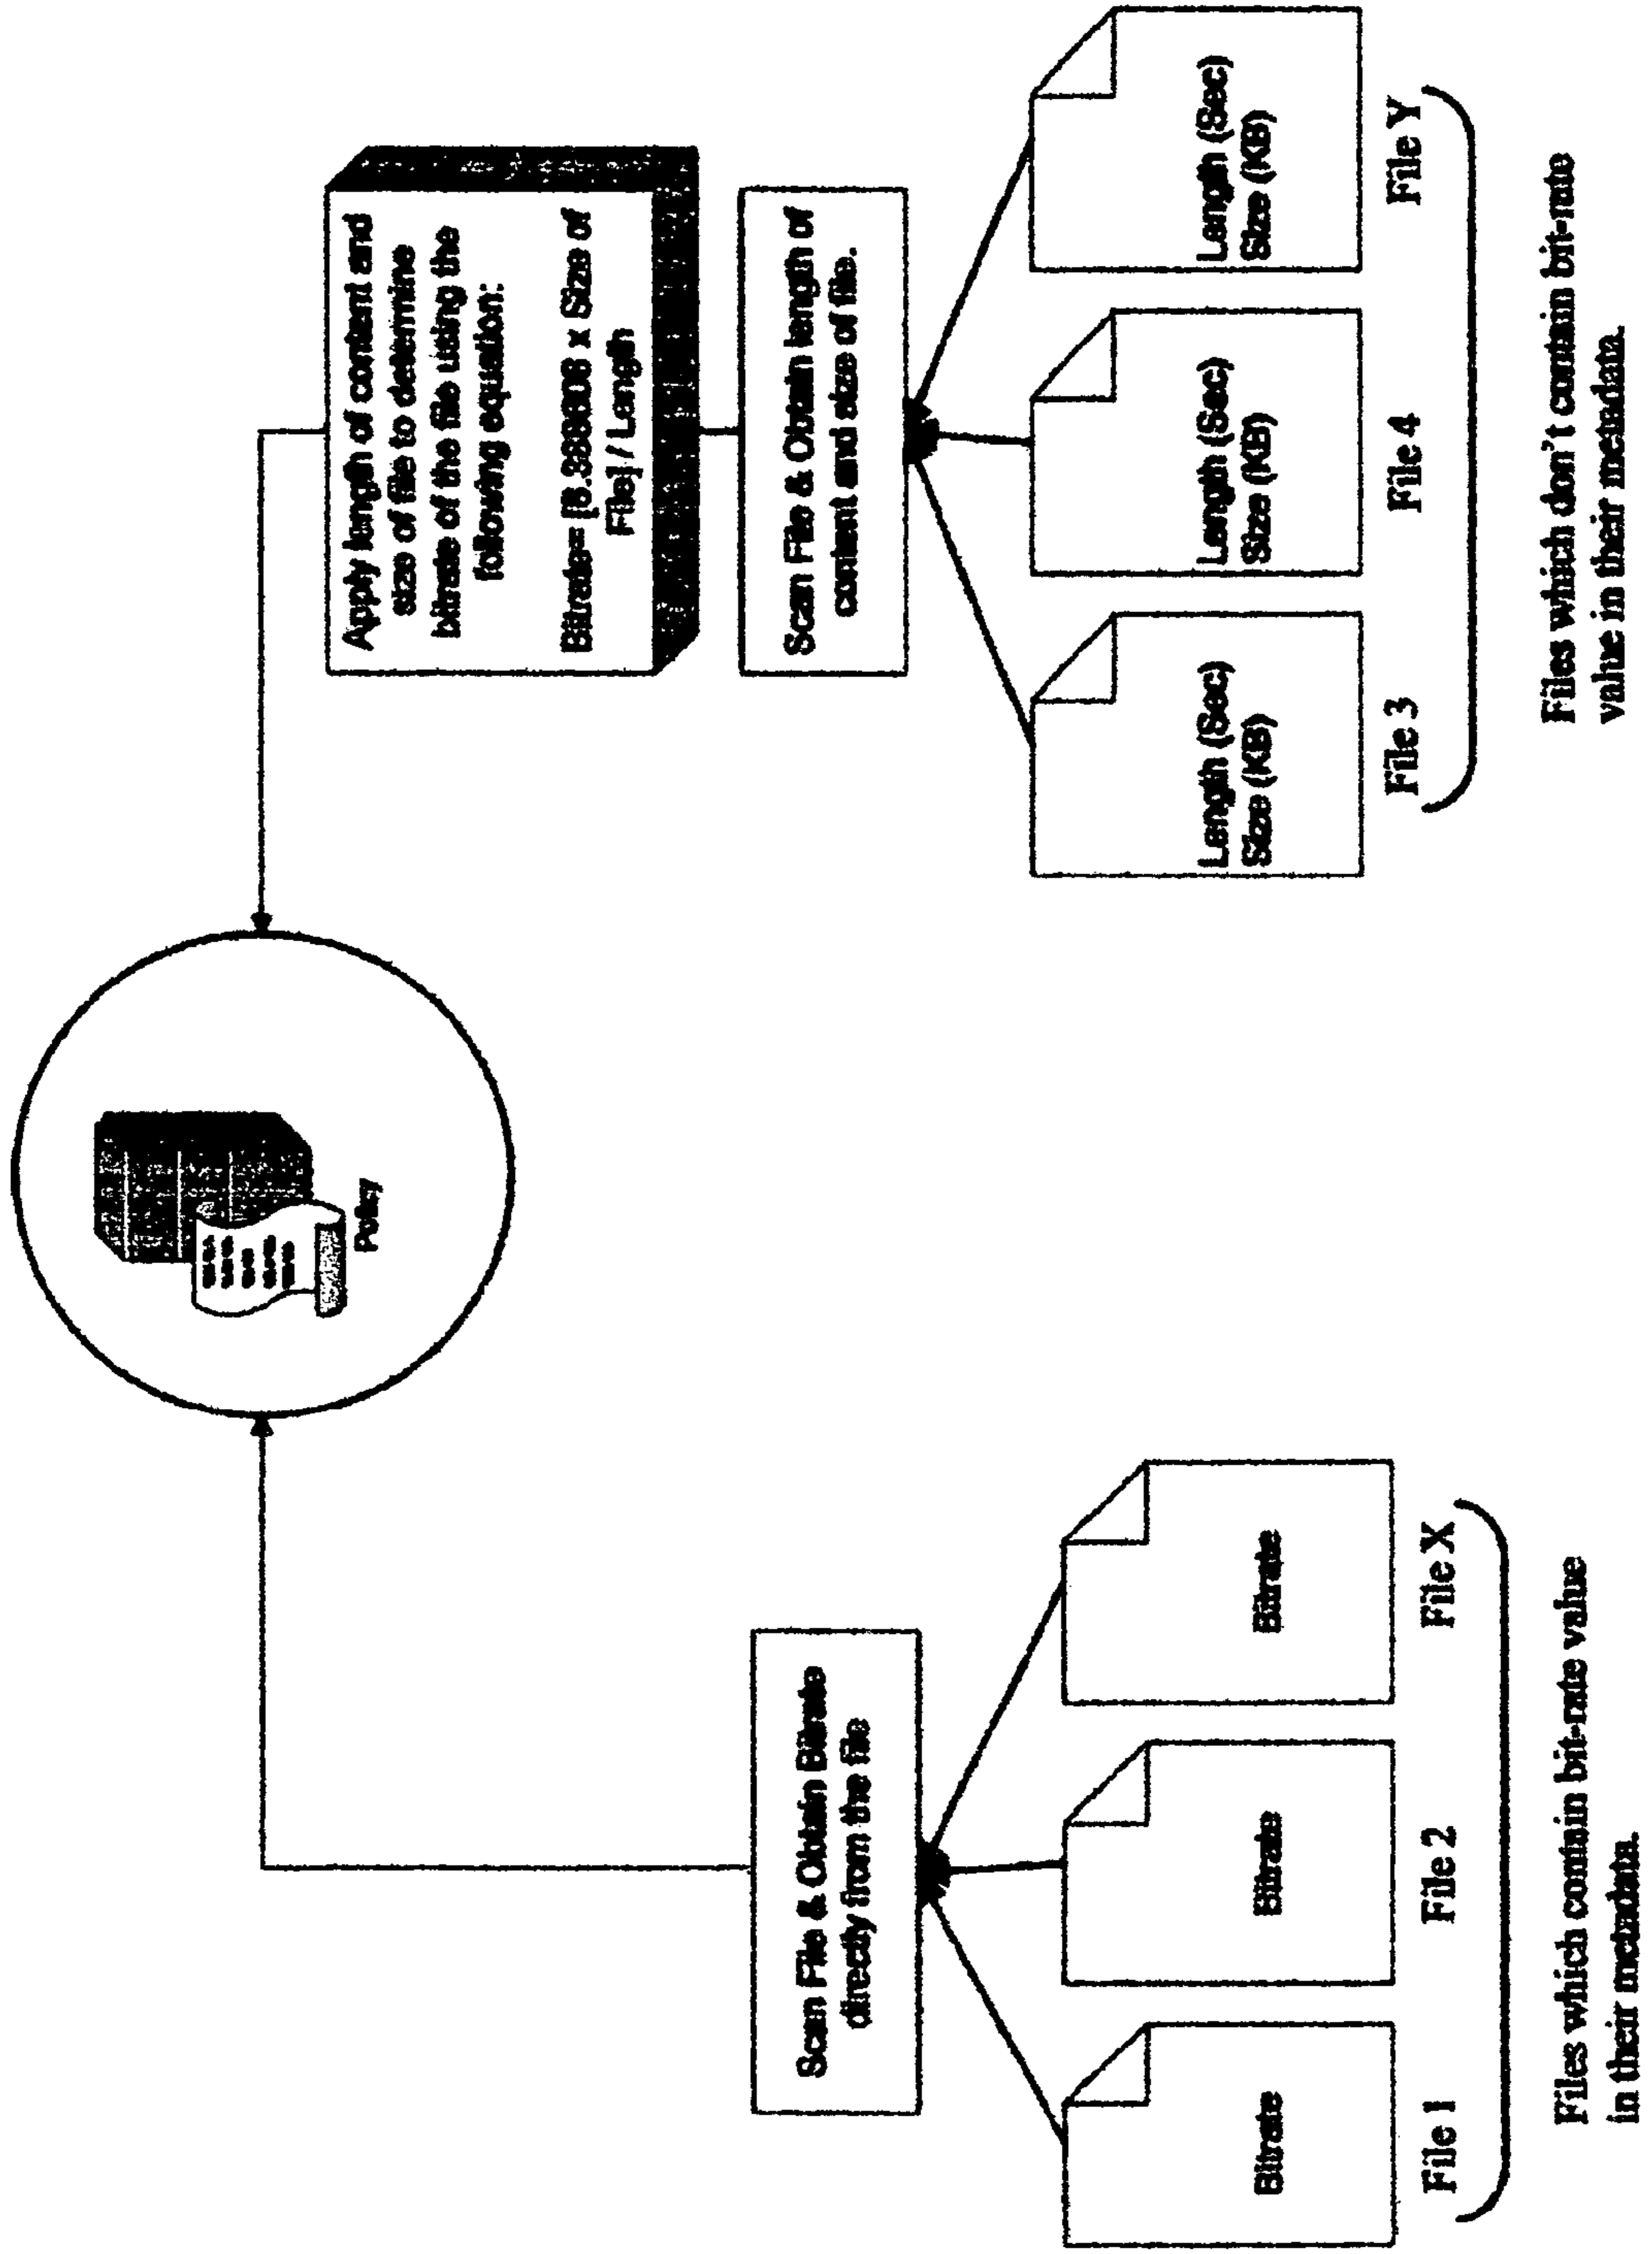 Policy
Apply length of content and
size of file to determine
bitrate of the file using the
following equation:
Bitrate= x Size of
File] / Length
Scan File & Obtain Bitrate
directly from the file
Scan File & Obtain length of
content and size of file.
Bitrate
Bitrate
Bitrate
Length (Sec)
Size (KB)
Length (Sec)
Size (KB)
Length (Sec)
Size (KB)
File 1
File 2
File X
File 3
File 4
File Y
Files which contain bit-rate value
in their metadata.
Files which don't contain bit-rate
value in their metadata.